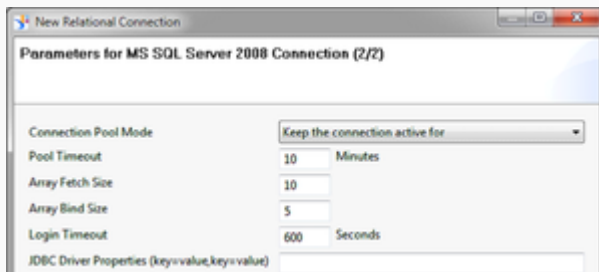 New Relational Connection
Parameters for MS SQL Server 2008 Connection (2/2)
Connection Pool Mode Keep the connection active for
Pool Timeout 10 Minutes
Array Fetch Size 10
Array Bind Size 5
Login Timeout 600 Seconds
JDBC Driver Properties (key=value,key=value)